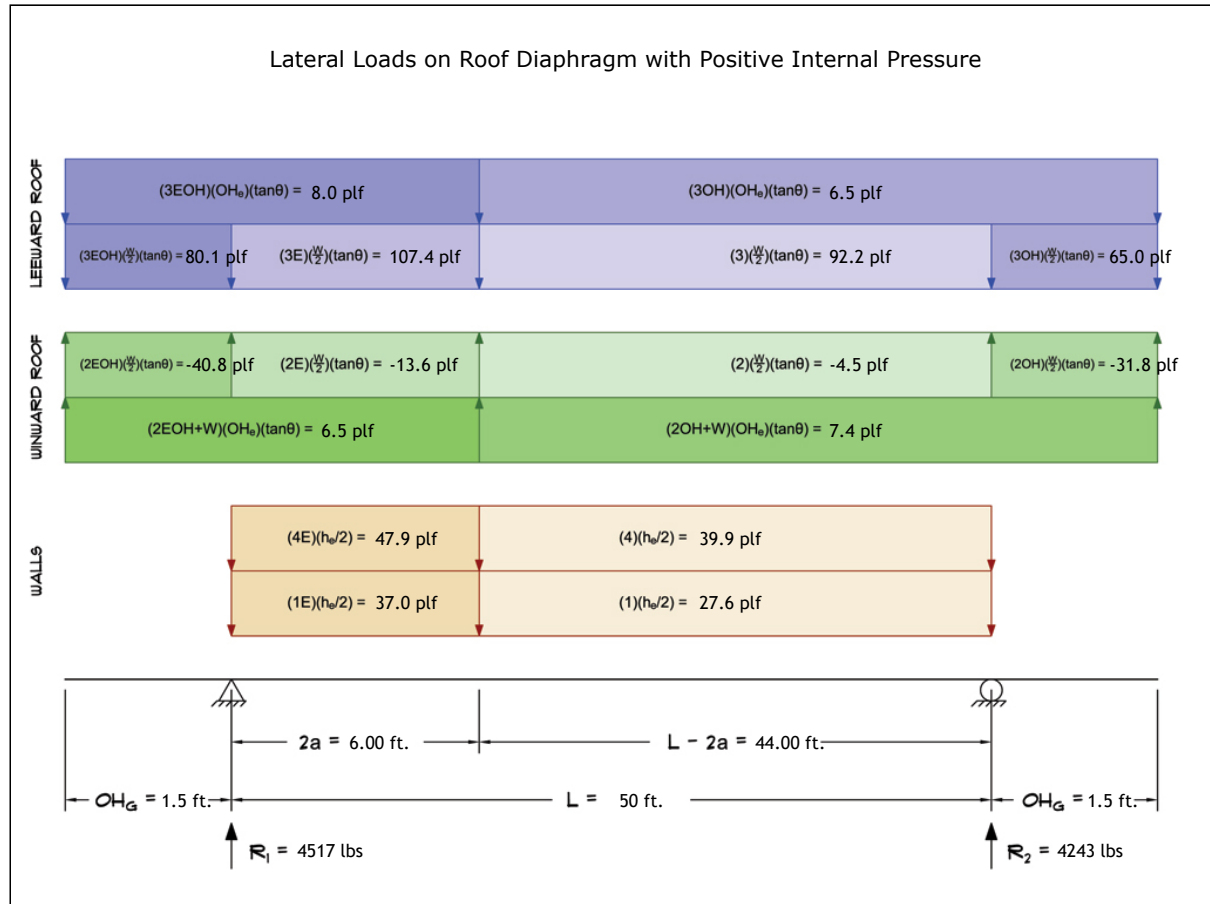 Lateral Loads on Roof Diaphragm with Positive Internal Pressure
LEEWARD ROOF
(3EOH)(OHₑ)(tanθ) = 8.0 plf
(3OH)(OHₑ)(tanθ) = 6.5 plf
(3EOH)(W/2)(tanθ) = 80.1 plf
(3E)(W/2)(tanθ) = 107.4 plf
(3)(W/2)(tanθ) = 92.2 plf
(3OH)(W/2)(tanθ) = 65.0 plf
WINWARD ROOF
(2EOH)(W/2)(tanθ) = -40.8 plf
(2E)(W/2)(tanθ) = -13.6 plf
(2)(W/2)(tanθ) = -4.5 plf
(2OH)(W/2)(tanθ) = -31.8 plf
(2EOH+W)(OHₑ)(tanθ) = 6.5 plf
(2OH+W)(OHₑ)(tanθ) = 7.4 plf
WALLS
(4E)(hₑ/2) = 47.9 plf
(4)(hₑ/2) = 39.9 plf
(1E)(hₑ/2) = 37.0 plf
(1)(hₑ/2) = 27.6 plf
2a = 6.00 ft.
L - 2a = 44.00 ft.
OH_G = 1.5 ft.
L = 50 ft.
OH_G = 1.5 ft.
R₁ = 4517 lbs
R₂ = 4243 lbs